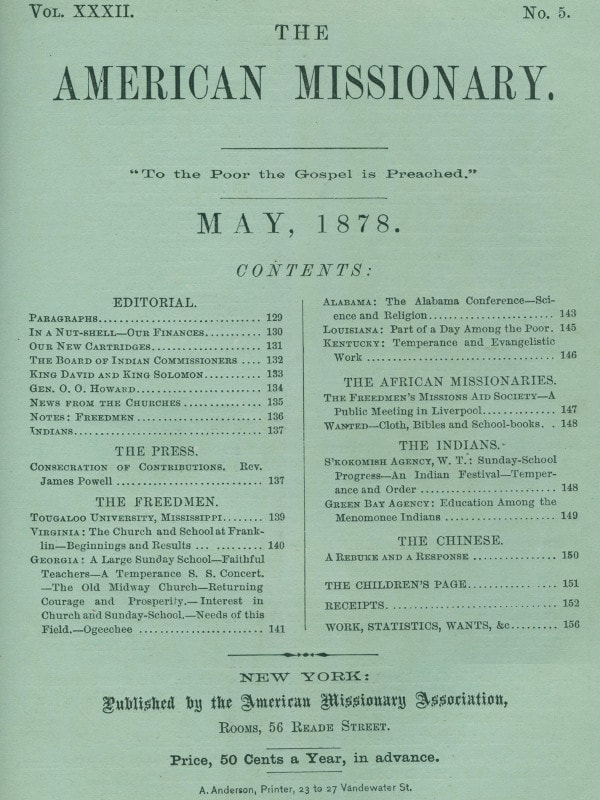 VOL. XXXII.
No. 5.
THE
AMERICAN MISSIONARY.
“To the Poor the Gospel is Preached.”
MAY, 1878.
CONTENTS:
EDITORIAL.
PARAGRAPHS............................ 129
IN A NUT-SHELL—OUR FINANCES.......... 130
OUR NEW CARTRIDGES................... 131
THE BOARD OF INDIAN COMMISSIONERS .... 132
KING DAVID AND KING SOLOMON.......... 133
GEN. O. O. HOWARD.................... 134
NEWS FROM THE CHURCHES .............. 135
NOTES: FREEDMEN ..................... 136
INDIANS.............................. 137
THE PRESS.
CONSECRATION OF CONTRIBUTIONS. Rev.
James Powell ........................ 137
THE FREEDMEN.
TOUGALOO UNIVERSITY, MISSISSIPPI....... 139
VIRGINIA: The Church and School at Frank-
lin—Beginnings and Results ... ......... 140
GEORGIA: A Large Sunday School—Faithful
Teachers—A Temperance S. S. Concert.
—The Old Midway Church—Returning
Courage and Prosperity.—Interest in
Church and Sunday-School.—Needs of this
Field.—Ogeechee ..................... 141
ALABAMA: The Alabama Conference—Sci-
ence and Religion..................... 143
LOUISIANA: Part of a Day Among the Poor. 145
KENTUCKY: Temperance and Evangelistic
Work ................................ 146
THE AFRICAN MISSIONARIES.
THE FREEDMEN'S MISSIONS AID SOCIETY—A
Public Meeting in Liverpool............. 147
WANTED—Cloth, Bibles and School-books. . 148
THE INDIANS.
S'KOKOMISH AGENCY, W. T.: Sunday-School
Progress—An Indian Festival—Temper-
ance and Order ....................... 148
GREEN BAY AGENCY: Education Among the
Menomonee Indians ................... 149
THE CHINESE.
A REBUKE AND A RESPONSE .............. 150
THE CHILDREN'S PAGE.................. 151
RECEIPTS............................. 152
WORK, STATISTICS, WANTS, &c......... 156
NEW YORK:
Published by the American Missionary Association,
ROOMS, 56 READE STREET.
Price, 50 Cents a Year, in advance.
A. Anderson, Printer, 23 to 27 Vandewater St.